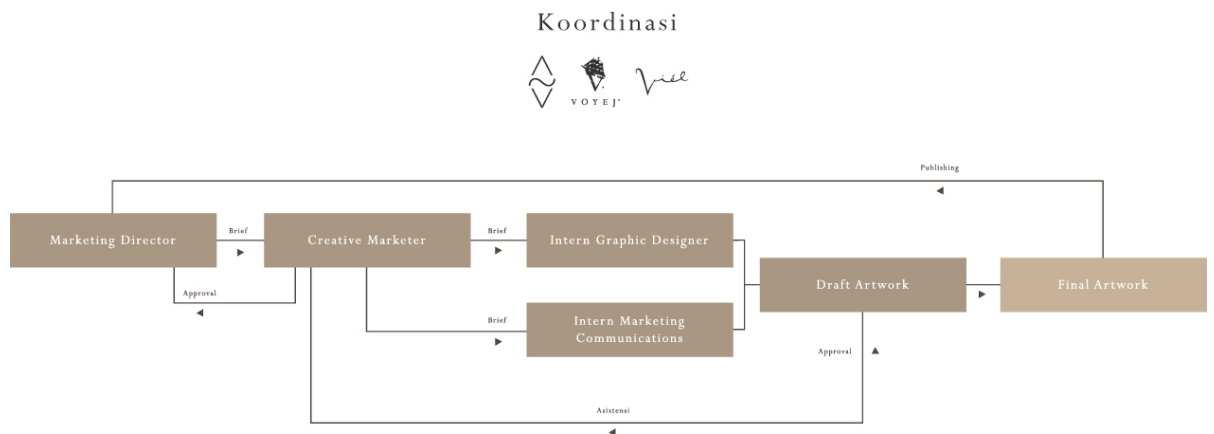 Koordinasi
VOYEJ
Viél
Publishing
Marketing Director
Brief
Creative Marketer
Brief
Intern Graphic Designer
Draft Artwork
Final Artwork
Approval
Brief
Intern Marketing
Communications
Approval
Asistensi